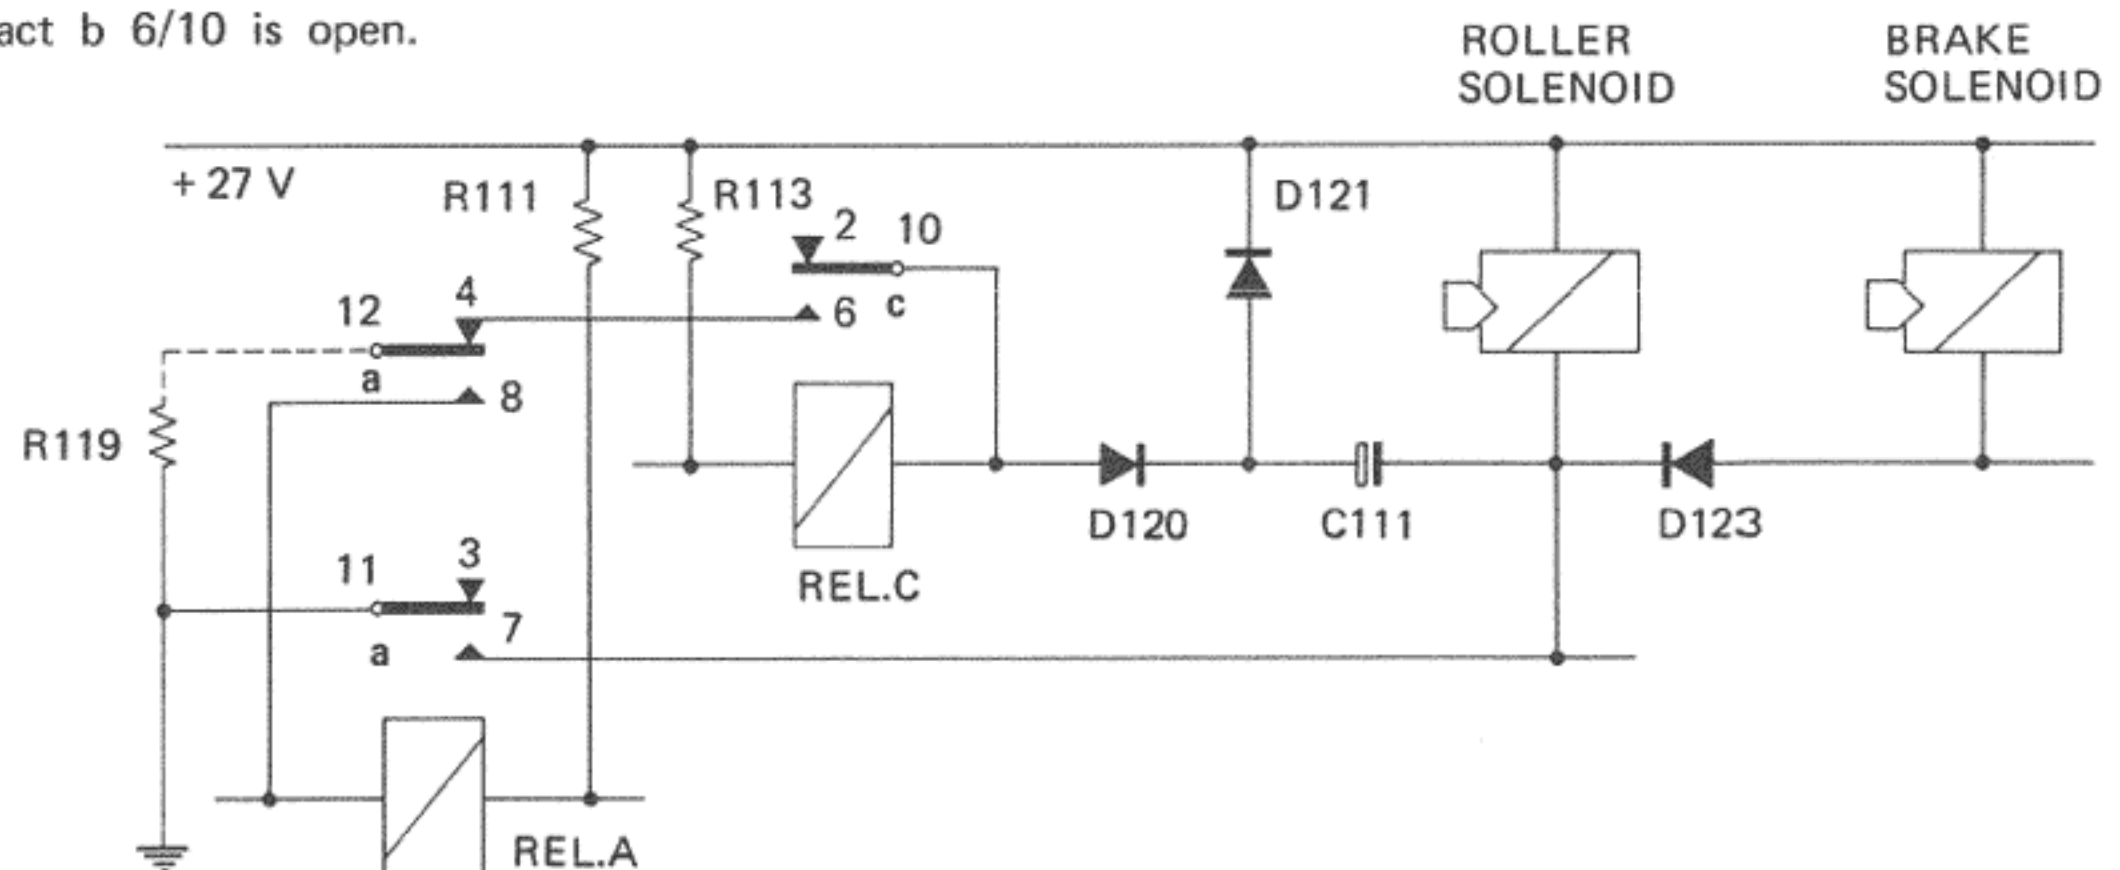 act b 6/10 is open.
ROLLER
SOLENOID
BRAKE
SOLENOID
+ 27 V
R111
R113
2
10
D121
12
4
6
c
a
8
R119
D120
C111
D123
11
3
REL.C
7
a
REL.A